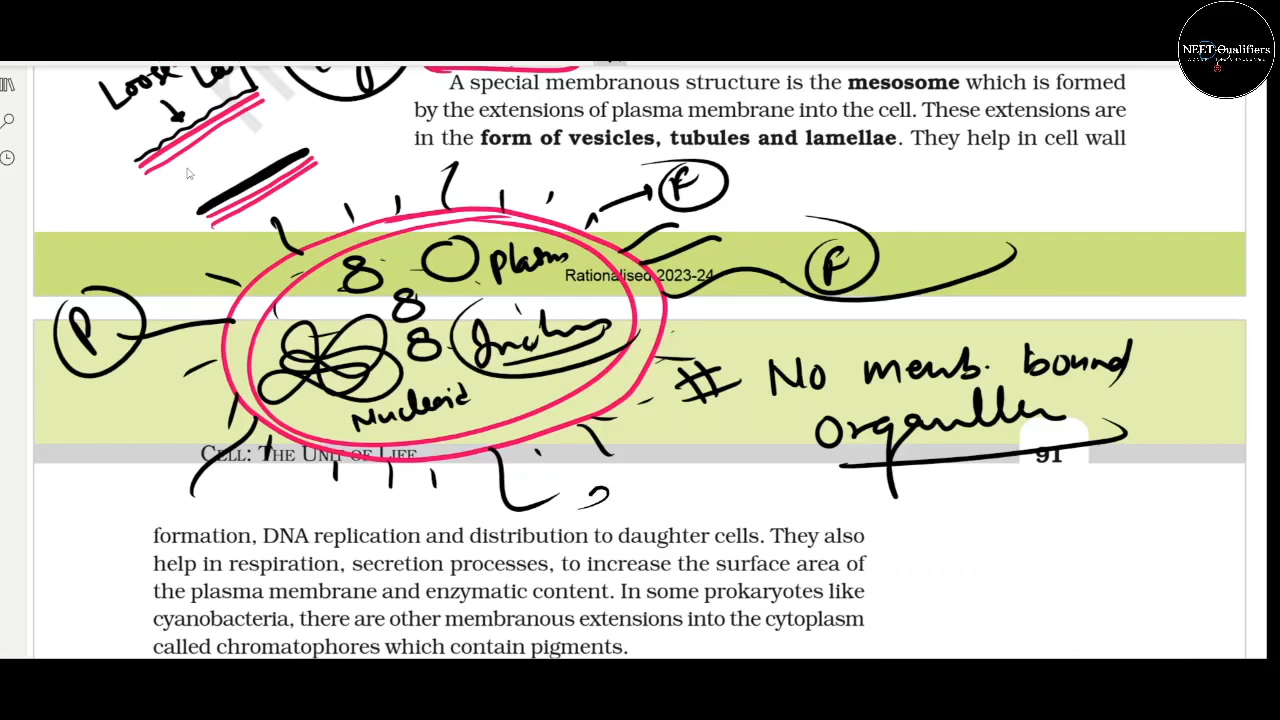 NEET Qualifiers
Loose
A special membranous structure is the mesosome which is formed
by the extensions of plasma membrane into the cell. These extensions are
in the form of vesicles, tubules and lamellae. They help in cell wall
F
Plasm
Rationalised 2023-24
F
P
Nucleoid
# No memb. bound
CELL: THE UNIT OF LIFE
91
formation, DNA replication and distribution to daughter cells. They also
help in respiration, secretion processes, to increase the surface area of
the plasma membrane and enzymatic content. In some prokaryotes like
cyanobacteria, there are other membranous extensions into the cytoplasm
called chromatophores which contain pigments.